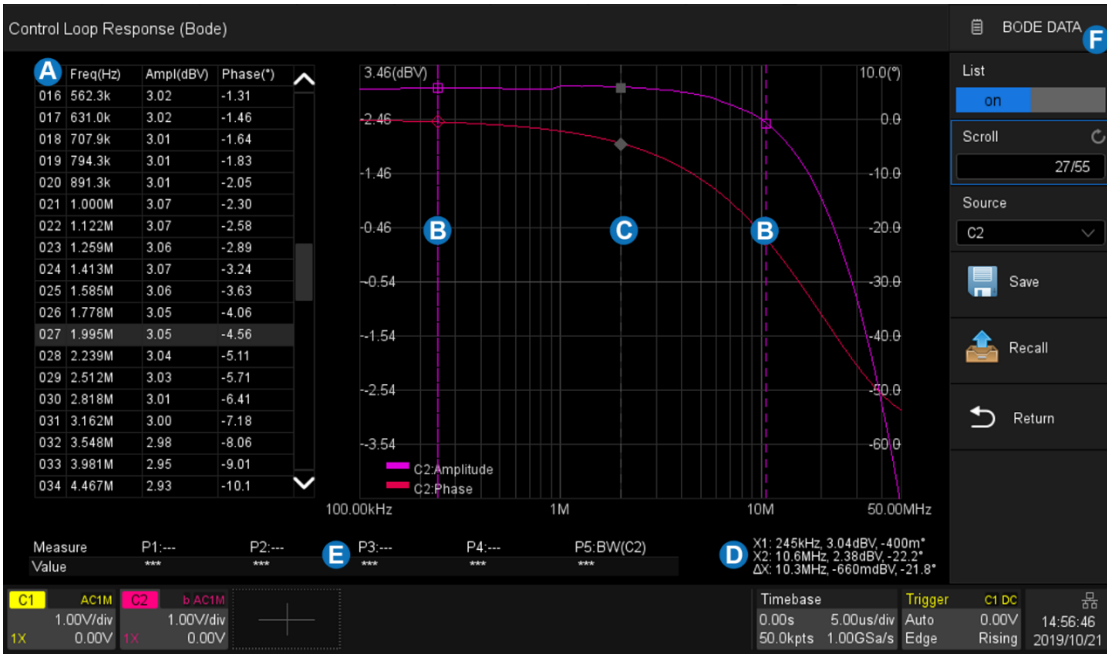 Control Loop Response (Bode)
BODE DATA
F
A
Freq(Hz) Ampl(dBV) Phase(°)
016 562.3k 3.02 -1.31
017 631.0k 3.02 -1.46
018 707.9k 3.01 -1.64
019 794.3k 3.01 -1.83
020 891.3k 3.01 -2.05
021 1.000M 3.07 -2.30
022 1.122M 3.07 -2.58
023 1.259M 3.06 -2.89
024 1.413M 3.07 -3.24
025 1.585M 3.06 -3.63
026 1.778M 3.05 -4.06
027 1.995M 3.05 -4.56
028 2.239M 3.04 -5.11
029 2.512M 3.03 -5.71
030 2.818M 3.01 -6.41
031 3.162M 3.00 -7.18
032 3.548M 2.98 -8.06
033 3.981M 2.95 -9.01
034 4.467M 2.93 -10.1
3.46(dBV) 10.0(°)
-2.46 0.0
-1.46 -10.0
-0.46 -20.0
B C B
-0.54 -30.0
-1.54 -40.0
-2.54 -50.0
-3.54 -60.0
C2:Amplitude
C2:Phase
100.00kHz 1M 10M 50.00MHz
List
on
Scroll
27/55
Source
C2
Save
Recall
Return
Measure P1:--- P2:--- P3:--- P4:--- P5:BW(C2)
Value *** *** *** *** ***
E
D
X1: 245kHz, 3.04dBV, -400m°
X2: 10.6MHz, 2.38dBV, -22.2°
ΔX: 10.3MHz, -660mdBV, -21.8°
C1 AC1M
1.00V/div
1X 0.00V
C2 b AC1M
1.00V/div
1X 0.00V
Timebase
0.00s 5.00us/div
50.0kpts 1.00GSa/s
Trigger C1 DC
Auto 0.00V
Edge Rising
14:56:46
2019/10/21